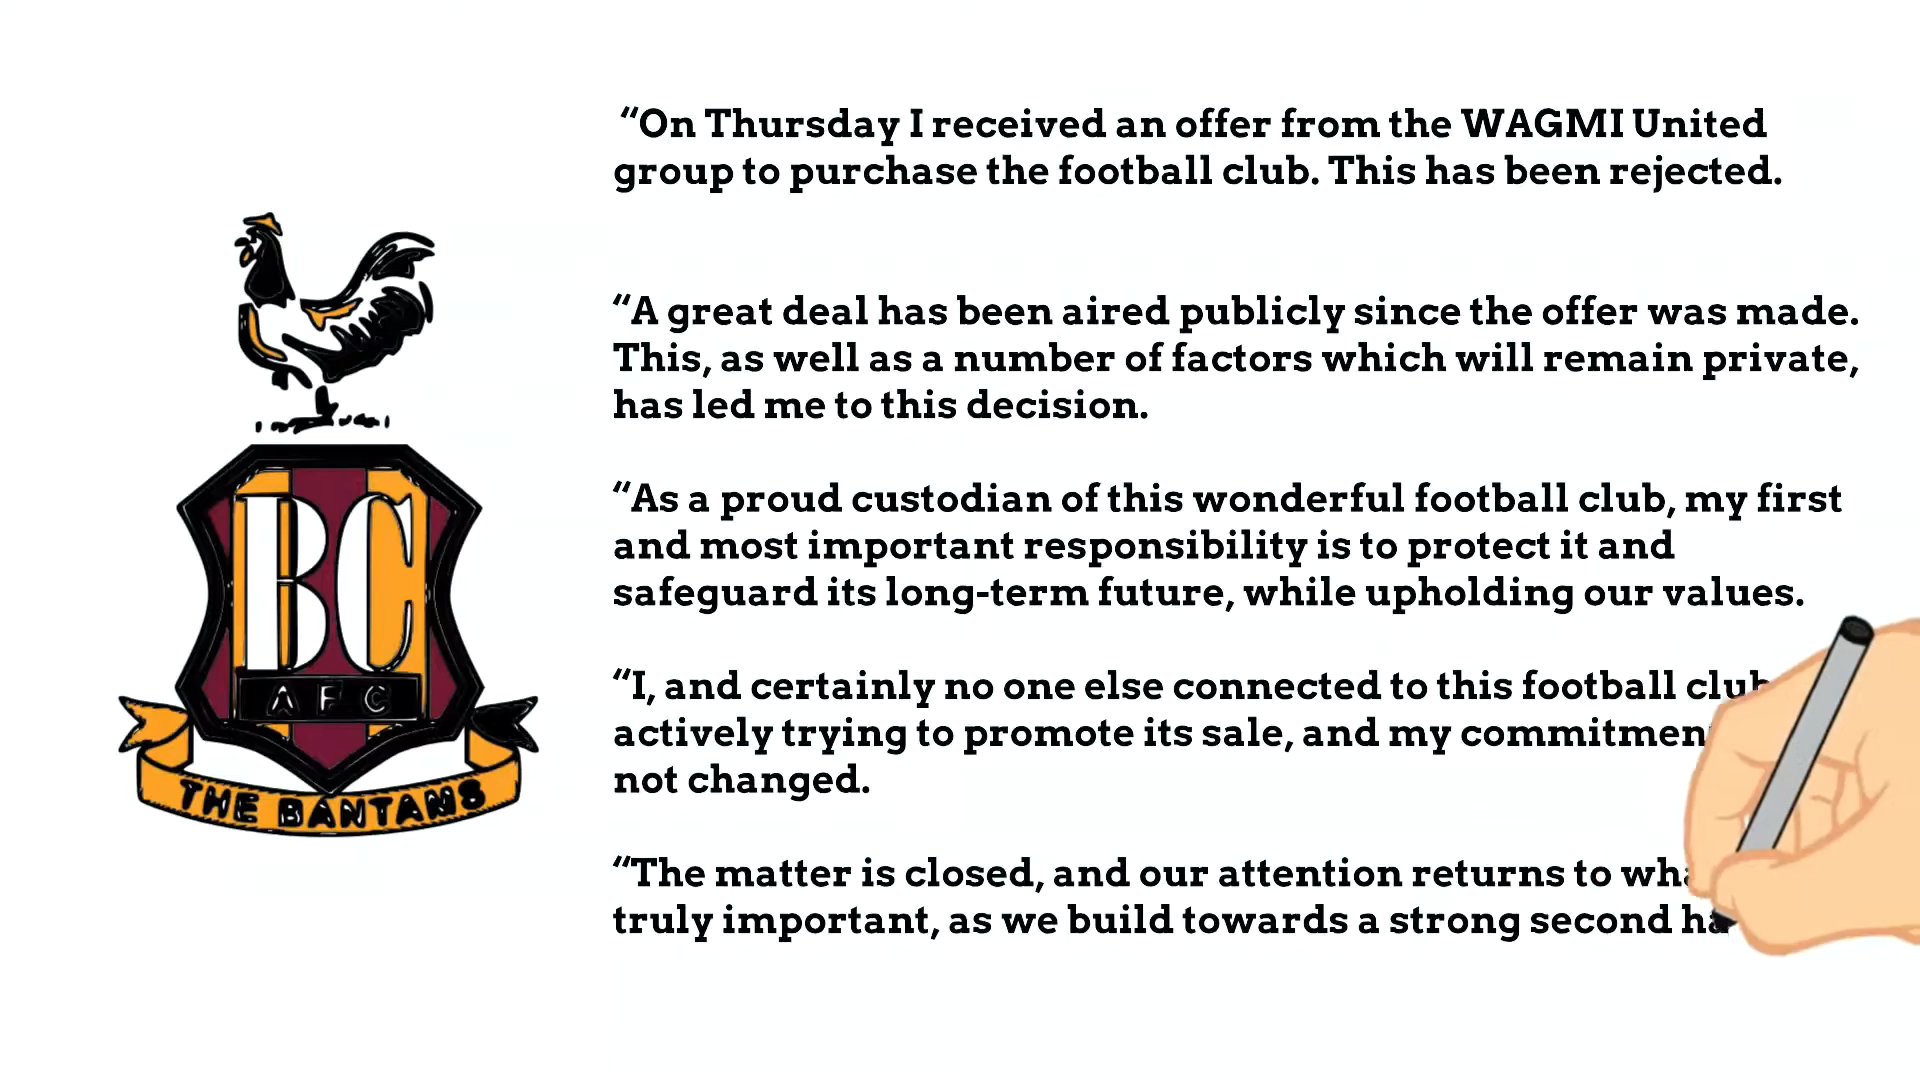 BC
AFC
THE BANTAMS
“On Thursday I received an offer from the WAGMI United
group to purchase the football club. This has been rejected.
“A great deal has been aired publicly since the offer was made.
This, as well as a number of factors which will remain private,
has led me to this decision.
“As a proud custodian of this wonderful football club, my first
and most important responsibility is to protect it and
safeguard its long-term future, while upholding our values.
“I, and certainly no one else connected to this football
actively trying to promote its sale, and my
not changed.
“The matter is closed, and our attention returns to
truly important, as we build towards a strong second